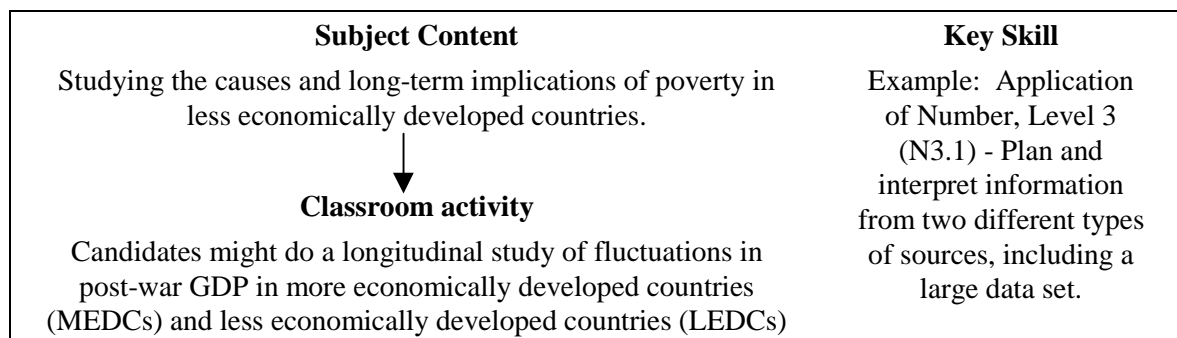 Subject Content
Studying the causes and long-term implications of poverty in
less economically developed countries.
Classroom activity
Candidates might do a longitudinal study of fluctuations in
post-war GDP in more economically developed countries
(MEDCs) and less economically developed countries (LEDCs)
Key Skill
Example: Application
of Number, Level 3
(N3.1) - Plan and
interpret information
from two different types
of sources, including a
large data set.